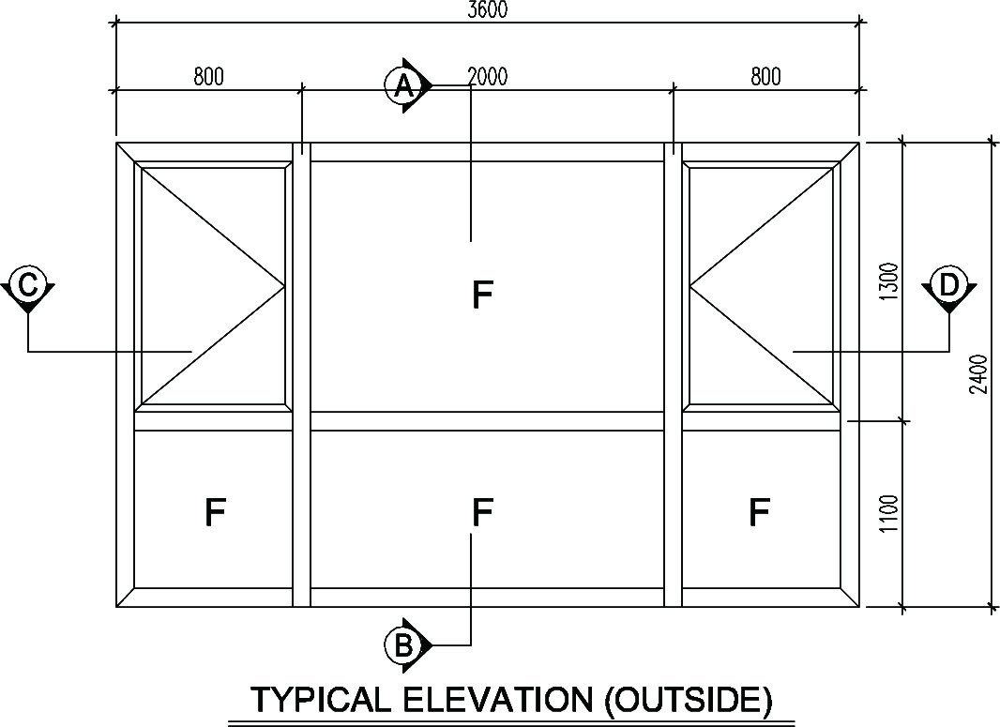 3600
800 2000 800
A
C
F
D
1300
2400
F F F
1100
B
TYPICAL ELEVATION (OUTSIDE)